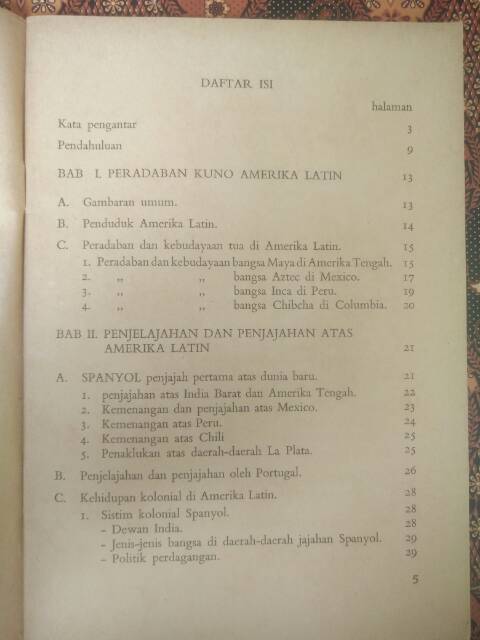 DAFTAR ISI
halaman
Kata pengantar 3
Pendahuluan 9
BAB I. PERADABAN KUNO AMERIKA LATIN 13
A. Gambaran umum. 13
B. Penduduk Amerika Latin. 14
C. Peradaban dan kebudayaan tua di Amerika Latin. 15
1. Peradaban dan kebudayaan bangsa Maya di Amerika Tengah. 15
2. „ „ bangsa Aztec di Mexico. 17
3. „ „ bangsa Inca di Peru. 19
4. „ „ bangsa Chibcha di Columbia. 20
BAB II. PENJELAJAHAN DAN PENJAJAHAN ATAS
AMERIKA LATIN 21
A. SPANYOL penjajah pertama atas dunia baru. 21
1. penjajahan atas India Barat dan Amerika Tengah. 22
2. Kemenangan dan penjajahan atas Mexico. 23
3. Kemenangan atas Peru. 24
4. Kemenangan atas Chili 25
5. Penaklukan atas daerah-daerah La Plata. 25
B. Penjelajahan dan penjajahan oleh Portugal. 26
C. Kehidupan kolonial di Amerika Latin. 28
1. Sistim kolonial Spanyol. 28
- Dewan India. 28
- Jenis-jenis bangsa di daerah-daerah jajahan Spanyol. 29
- Politik perdagangan. 29
5